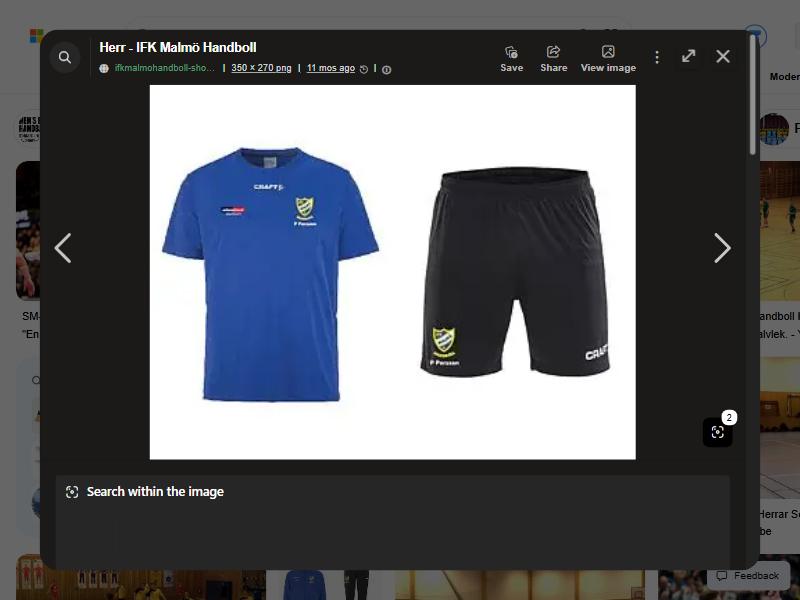 Herr - IFK Malmö Handboll
ifkmalmohandboll-sho...
350 × 270 png
11 mos ago
Save
Share
View image
Moder
CRAFT
P Persson
P Persson
CRAFT
2
SM-
"En
andboll H
alvlek. - Y
Search within the image
Herrar Se
be
Feedback